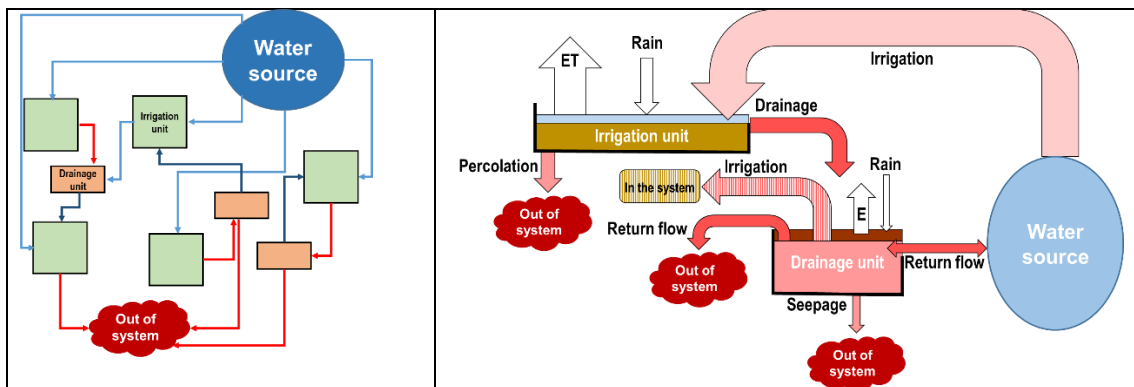 Water
source
Irrigation
unit
Drainage
unit
Out of
system
ET
Rain
Irrigation
Drainage
Irrigation unit
Percolation
Irrigation
Rain
In the system
E
Out of
system
Return flow
Drainage unit
Return flow
Out of
system
Seepage
Out of
system
Water
source